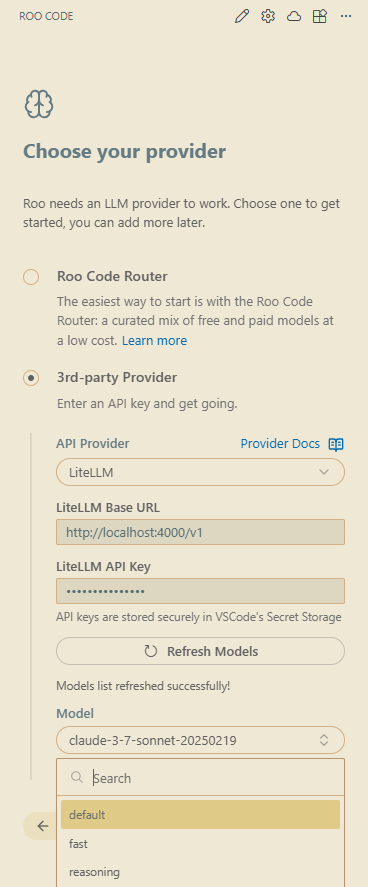 ROO CODE
Choose your provider
Roo needs an LLM provider to work. Choose one to get
started, you can add more later.
Roo Code Router
The easiest way to start is with the Roo Code
Router: a curated mix of free and paid models at
a low cost. Learn more
3rd-party Provider
Enter an API key and get going.
API Provider Provider Docs
LiteLLM
LiteLLM Base URL
http://localhost:4000/v1
LiteLLM API Key
•••••••••••••••
API keys are stored securely in VSCode's Secret Storage
Refresh Models
Models list refreshed successfully!
Model
claude-3-7-sonnet-20250219
Search
default
fast
reasoning